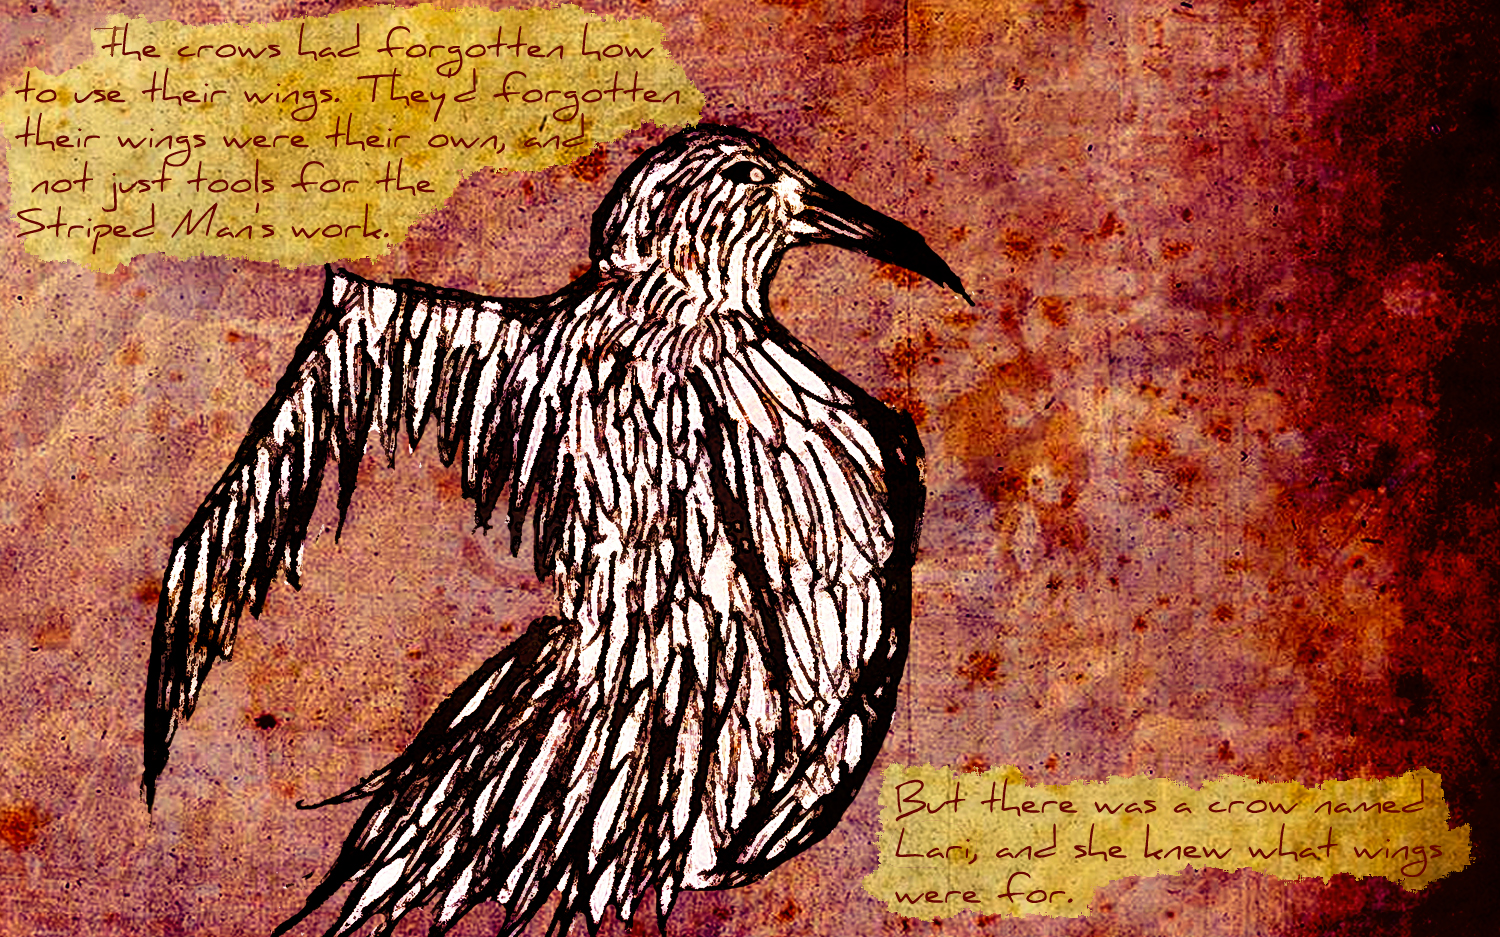 The crows had forgotten how
to use their wings. They'd forgotten
their wings were their own, and
not just tools for the
Striped Man's work.
But there was a crow named
Lari, and she knew what wings
were for.